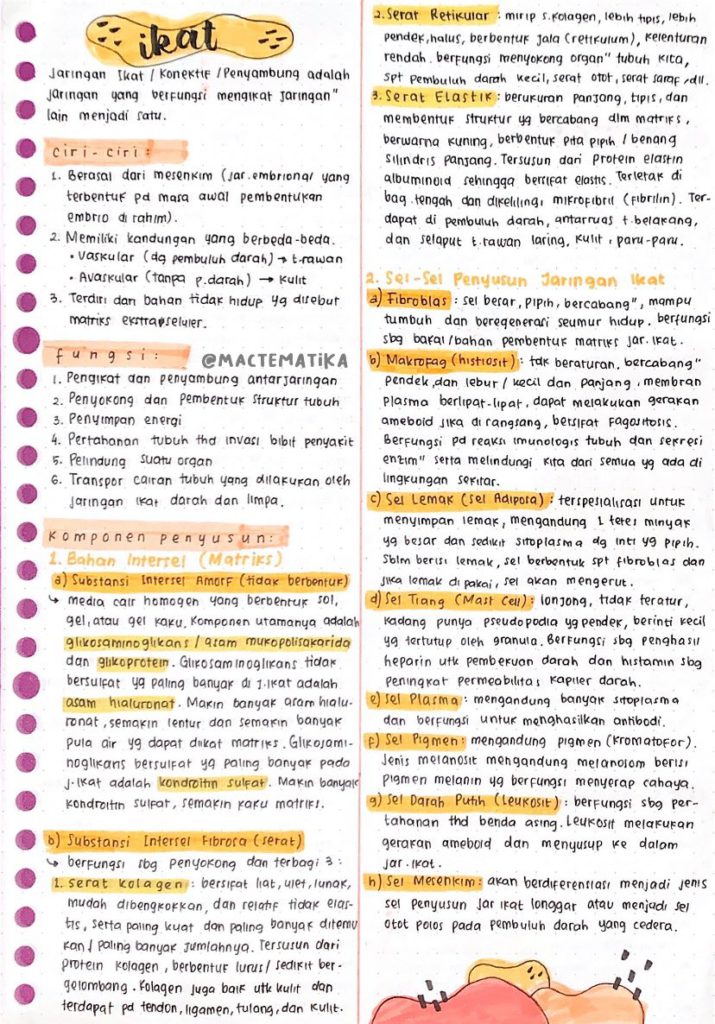 ikat
Jaringan Ikat / Konektif / Penyambung adalah
jaringan yang berfungsi mengikat jaringan"
lain menjadi satu.
ciri-ciri:
1. Berasal dari mesenkim (jar.embrional yang
terbentuk pd masa awal pembentukan
embrio di rahim).
2. Memiliki kandungan yang berbeda-beda.
• Vaskular (dg pembuluh darah) → t.rawan
• Avaskular (tanpa p.darah) → kulit
3. Terdiri dari bahan tidak hidup yg disebut
matriks ekstraseluler.
fungsi:
@MACTEMATIKA
1. Pengikat dan penyambung antarjaringan
2. Penyokong dan Pembentuk struktur tubuh
3. Penyimpan energi
4. Pertahanan tubuh thd invasi bibit penyakit
5. Pelindung suatu organ
6. Transpor cairan tubuh yang dilakukan oleh
jaringan ikat darah dan limpa.
Komponen penyusun:
1. Bahan Intersel (Matriks)
a) Substansi Intersel Amorf (tidak berbentuk)
↳ media cair homogen yang berbentuk sol,
gel, atau gel kaku. Komponen utamanya adalah
glikosaminoglikans / asam mukopolisakarida
dan glikoprotein. Glikosaminoglikans tidak
bersulfat yg paling banyak di j.ikat adalah
asam hialuronat. Makin banyak asam hialu-
ronat, semakin lentur dan semakin banyak
pula air yg dapat diikat matriks. Glikosami-
noglikans bersulfat yg paling banyak pada
j.ikat adalah kondroitin sulfat. Makin banyak
kondroitin sulfat, semakin kaku matriks.
b) Substansi Intersel Fibrosa (serat)
↳ berfungsi sbg penyokong dan terbagi 3:
1. Serat Kolagen : bersifat liat, ulet, lunak,
mudah dibengkokkan, dan relatif tidak elas-
tis, serta paling kuat dan paling banyak ditemu
kan/ paling banyak jumlahnya. Tersusun dari
protein kolagen, berbentuk lurus/ sedikit ber-
gelombang. Kolagen juga baik utk kulit dan
terdapat pd tendon, ligamen, tulang, dan kulit.
2. Serat Retikular : mirip s.kolagen, lebih tipis, lebih
pendek, halus, berbentuk jala (retikulum), kelenturan
rendah. berfungsi menyokong organ" tubuh kita,
spt pembuluh darah kecil, serat otot, serat saraf, dll.
3. Serat Elastik : berukuran panjang, tipis, dan
membentuk struktur yg bercabang dlm matriks,
berwarna kuning, berbentuk pita pipih / benang
silindris panjang. Tersusun dari protein elastin
albuminoid sehingga bersifat elastis. Terletak di
bag. tengah dan dikelilingi mikrofibril (fibrilin). Ter-
dapat di pembuluh darah, antarruas t.belakang,
dan selaput t.rawan laring, kulit, paru-paru.
2. Sel-Sel Penyusun Jaringan Ikat
a) Fibroblas : sel besar, pipih, bercabang", mampu
tumbuh dan beregenerasi seumur hidup. berfungsi
sbg bakal/bahan pembentuk matriks jar. ikat.
b) Makrofag (histiosit) : tdk beraturan, bercabang"
pendek, dan lebur / kecil dan panjang, membran
plasma berlipat-lipat, dapat melakukan gerakan
ameboid jika dirangsang, bersifat fagositosis.
Berfungsi pd reaksi imunologis tubuh dan sekresi
enzim" serta melindungi kita dari semua yg ada di
lingkungan sekitar.
c) Sel Lemak (Sel Adiposa) : terspesialisasi untuk
menyimpan lemak, mengandung 1 tetes minyak
yg besar dan sedikit sitoplasma dg inti yg pipih.
Sblm berisi lemak, sel berbentuk spt fibroblas dan
jika lemak di pakai, sel akan mengerut.
d) Sel Tiang (Mast Cell) : lonjong, tidak teratur,
kadang punya pseudopodia yg pendek, berinti kecil
yg tertutup oleh granula. Berfungsi sbg penghasil
heparin utk pembekuan darah dan histamin sbg
peningkat permeabilitas kapiler darah.
e) Sel Plasma : mengandung banyak sitoplasma
dan berfungsi untuk menghasilkan antibodi.
f) Sel Pigmen : mengandung pigmen (kromatofor).
Jenis melanosit mengandung melanosom berisi
pigmen melanin yg berfungsi menyerap cahaya.
g) Sel Darah Putih (Leukosit) : berfungsi sbg per-
tahanan thd benda asing. Leukosit melakukan
gerakan ameboid dan menyusup ke dalam
jar. ikat.
h) Sel Mesenkim : akan berdiferentiasi menjadi jenis
sel penyusun jar ikat longgar atau menjadi sel
otot polos pada pembuluh darah yang cedera.